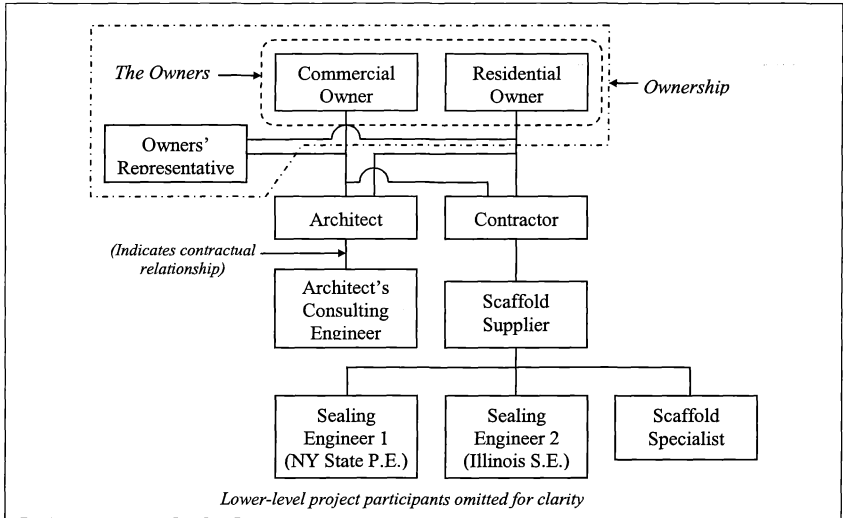 The Owners
Commercial
Owner
Residential
Owner
Ownership
Owners'
Representative
Architect
Contractor
(Indicates contractual
relationship)
Architect's
Consulting
Engineer
Scaffold
Supplier
Sealing
Engineer 1
(NY State P.E.)
Sealing
Engineer 2
(Illinois S.E.)
Scaffold
Specialist
Lower-level project participants omitted for clarity